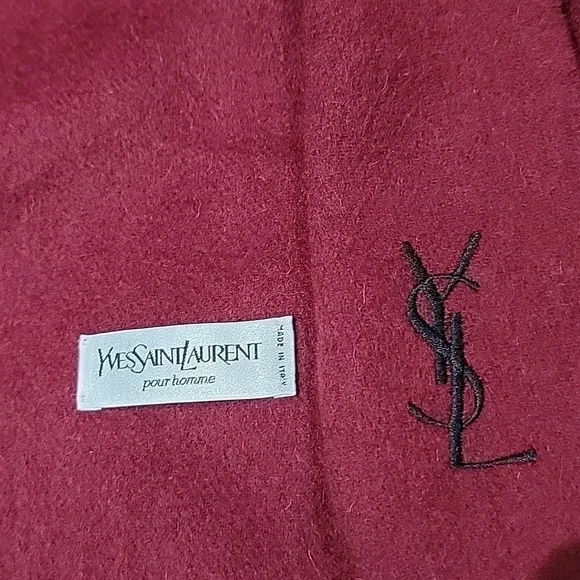 YVESSAINTLAURENT
pour homme
MADE IN ITALY
YSL